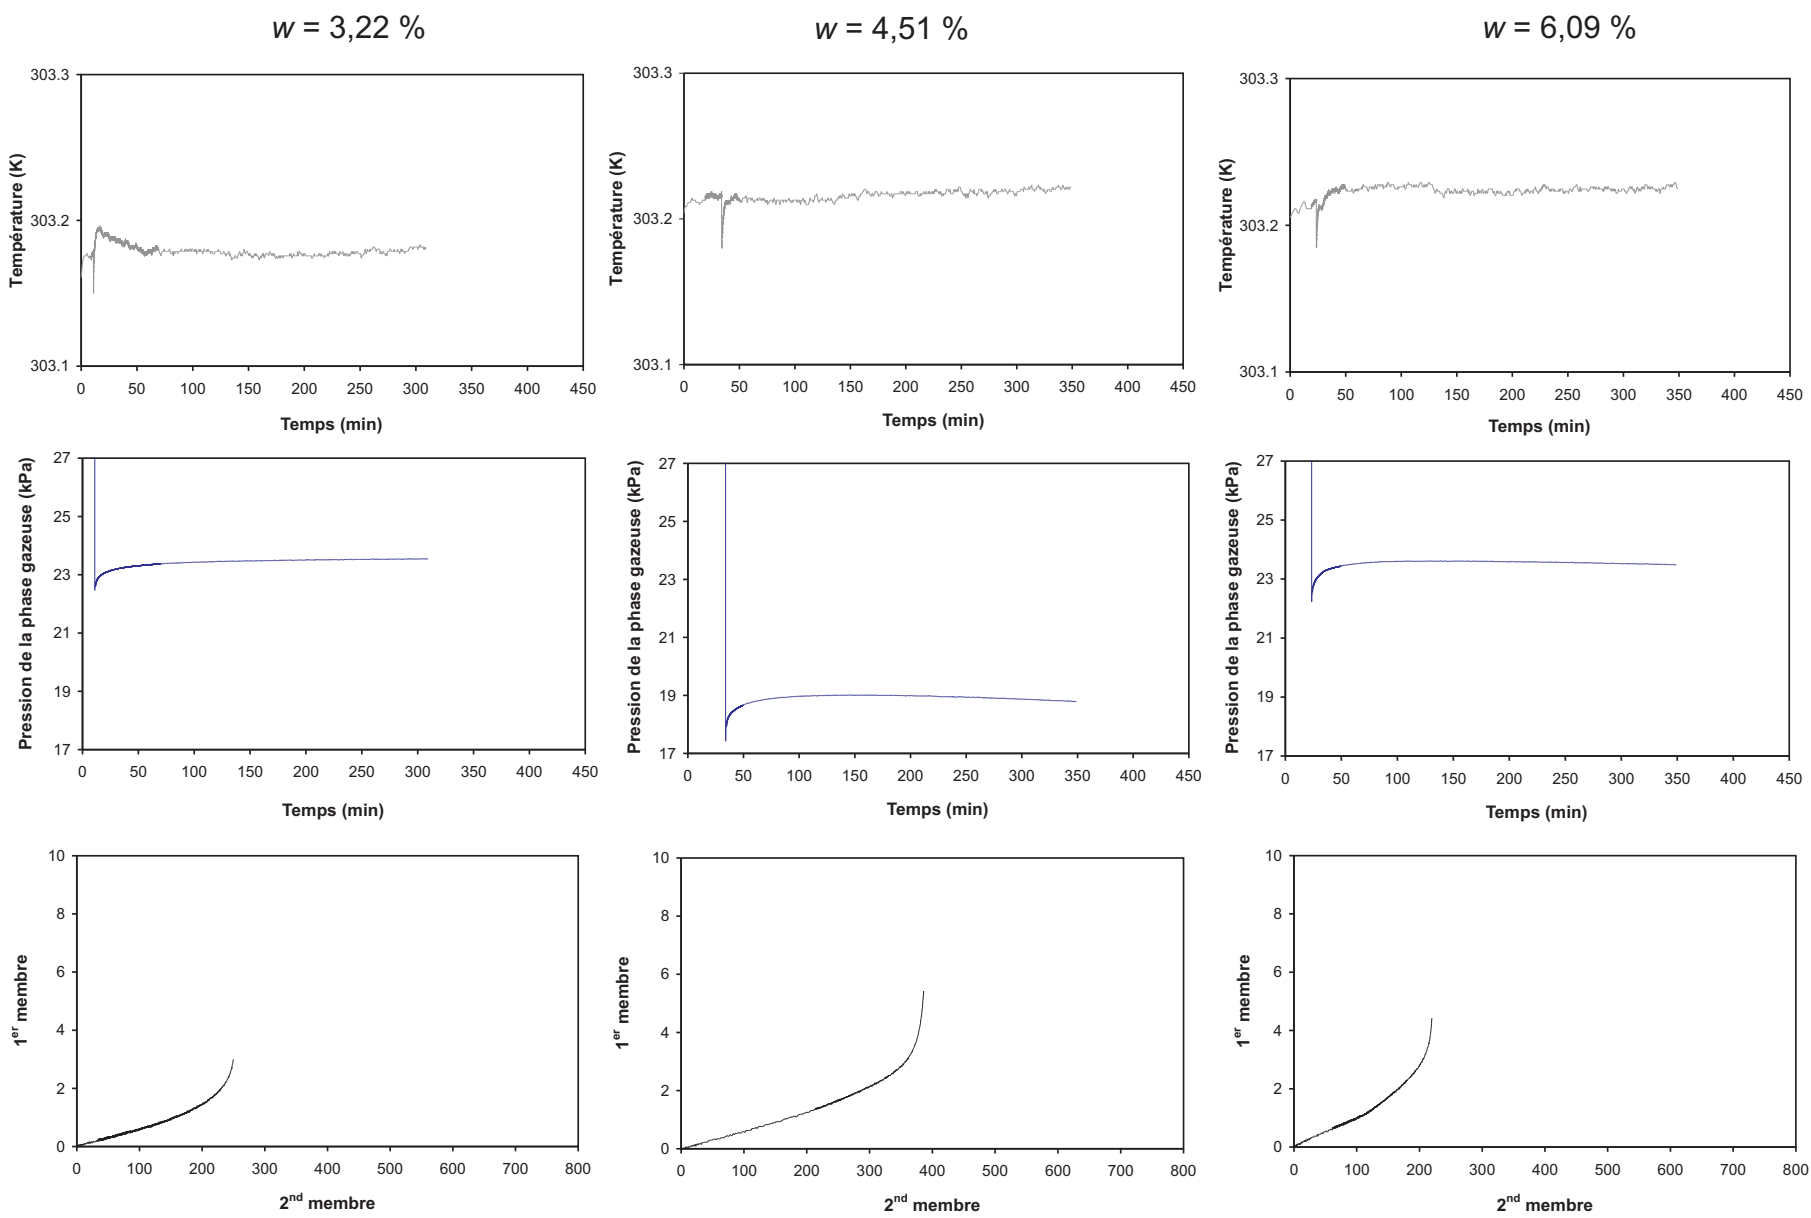 w = 3,22 %
w = 4,51 %
w = 6,09 %
303.3
303.2
303.1
Température (K)
0 50 100 150 200 250 300 350 400 450
Temps (min)
303.3
303.2
303.1
Température (K)
0 50 100 150 200 250 300 350 400 450
Temps (min)
303.3
303.2
303.1
Température (K)
0 50 100 150 200 250 300 350 400 450
Temps (min)
27
25
23
21
19
17
Pression de la phase gazeuse (kPa)
0 50 100 150 200 250 300 350 400 450
Temps (min)
27
25
23
21
19
17
Pression de la phase gazeuse (kPa)
0 50 100 150 200 250 300 350 400 450
Temps (min)
27
25
23
21
19
17
Pression de la phase gazeuse (kPa)
0 50 100 150 200 250 300 350 400 450
Temps (min)
10
8
6
4
2
0
1er membre
0 100 200 300 400 500 600 700 800
2nd membre
10
8
6
4
2
0
1er membre
0 100 200 300 400 500 600 700 800
2nd membre
10
8
6
4
2
0
1er membre
0 100 200 300 400 500 600 700 800
2nd membre